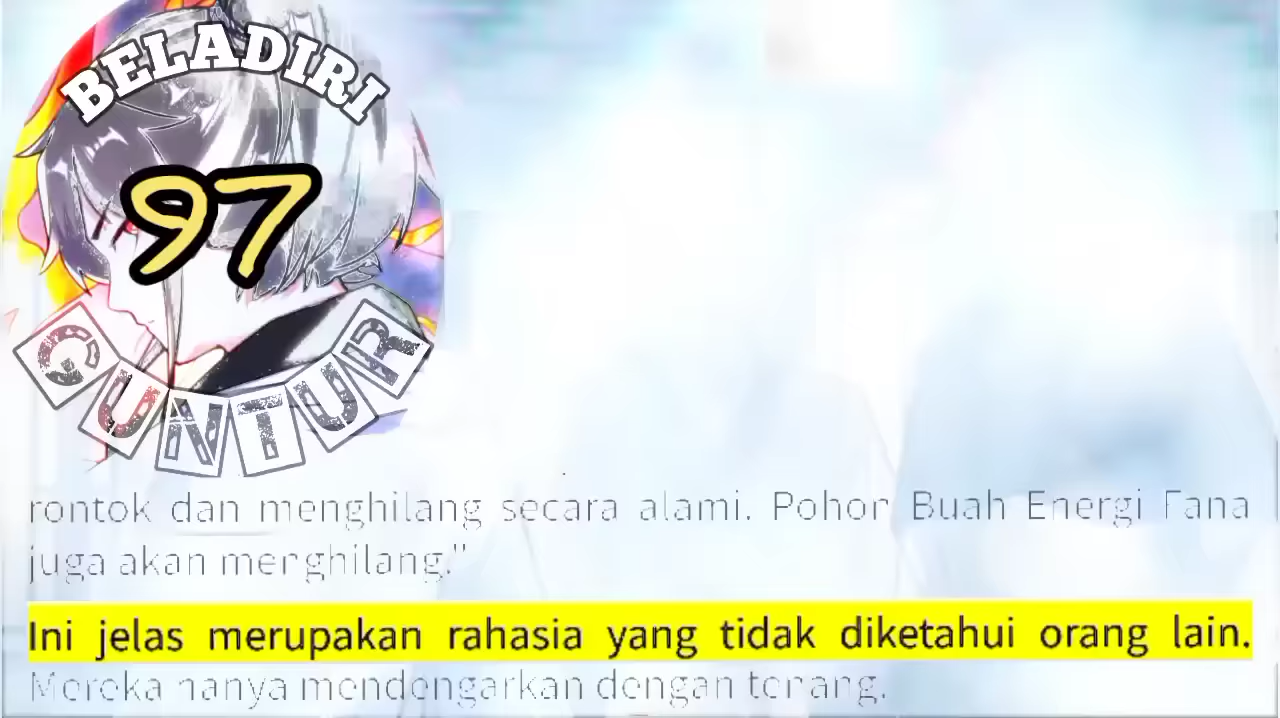 BELADIRI
97
GUNTUR
rontok dan menghilang secara alami. Pohon Buah Energi Fana
juga akan menghilang."
Ini jelas merupakan rahasia yang tidak diketahui orang lain.
Mereka hanya mendengarkan dengan tenang.